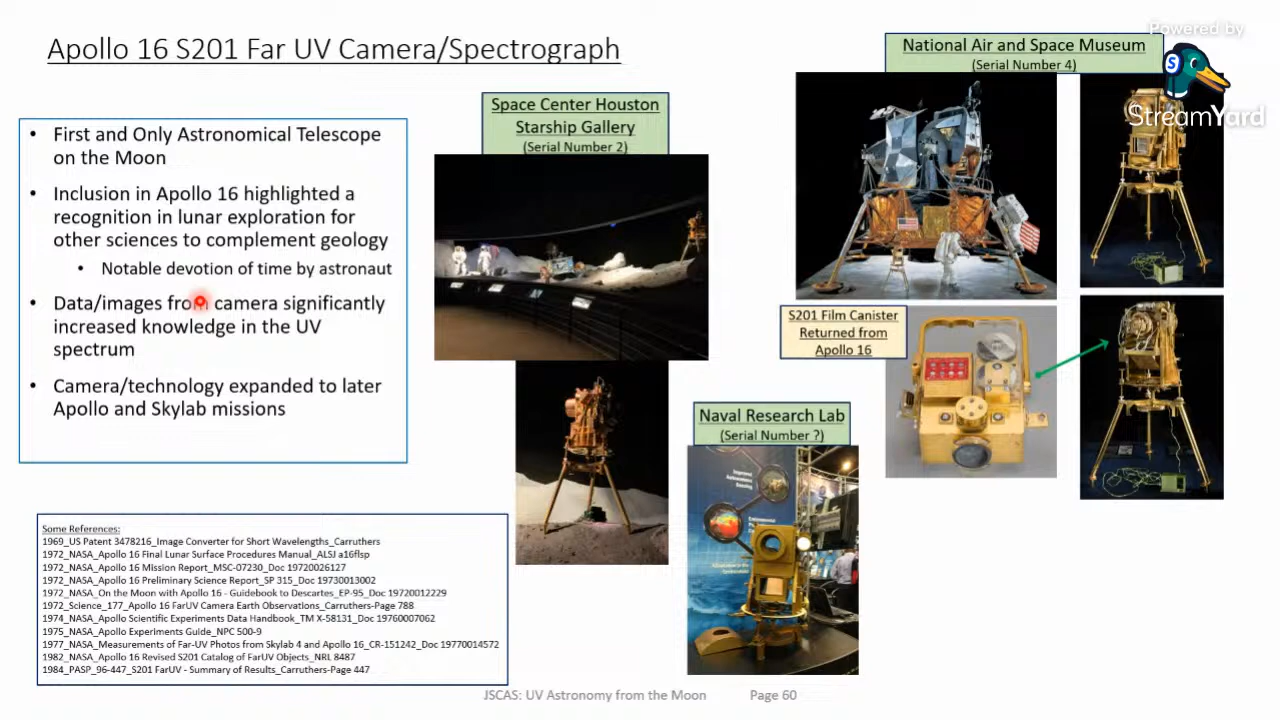 Apollo 16 S201 Far UV Camera/Spectrograph
Powered by
StreamYard
• First and Only Astronomical Telescope
on the Moon
• Inclusion in Apollo 16 highlighted a
recognition in lunar exploration for
other sciences to complement geology
• Notable devotion of time by astronaut
• Data/images from camera significantly
increased knowledge in the UV
spectrum
• Camera/technology expanded to later
Apollo and Skylab missions
Space Center Houston
Starship Gallery
(Serial Number 2)
National Air and Space Museum
(Serial Number 4)
S201 Film Canister
Returned from
Apollo 16
Naval Research Lab
(Serial Number ?)
Some References:
1969_US Patent 3478216_Image Converter for Short Wavelengths_Carruthers
1972_NASA_Apollo 16 Final Lunar Surface Procedures Manual_ALSJ a16flsp
1972_NASA_Apollo 16 Mission Report_MSC-07230_Doc 19720026127
1972_NASA_Apollo 16 Preliminary Science Report_SP 315_Doc 19730013002
1972_NASA_On the Moon with Apollo 16 - Guidebook to Descartes_EP-95_Doc 19720012229
1972_Science_177_Apollo 16 FarUV Camera Earth Observations_Carruthers-Page 788
1974_NASA_Apollo Scientific Experiments Data Handbook_TM X-58131_Doc 19760007062
1975_NASA_Apollo Experiments Guide_NPC 500-9
1977_NASA_Measurements of Far-UV Photos from Skylab 4 and Apollo 16_CR-151242_Doc 19770014572
1982_NASA_Apollo 16 Revised S201 Catalog of FarUV Objects_NRL 8487
1984_PASP_96-447_S201 FarUV - Summary of Results_Carruthers-Page 447
JSCAS: UV Astronomy from the Moon
Page 60